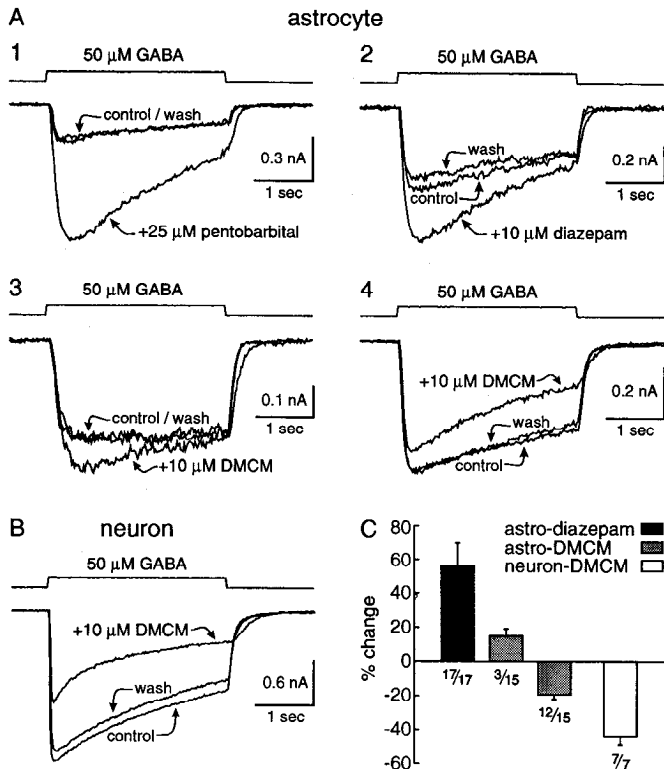 A
astrocyte
1
50 μM GABA
control / wash
0.3 nA
1 sec
+25 μM pentobarbital
2
50 μM GABA
wash
control
0.2 nA
1 sec
+10 μM diazepam
3
50 μM GABA
control / wash
0.1 nA
1 sec
+10 μM DMCM
4
50 μM GABA
+10 μM DMCM
wash
control
0.2 nA
1 sec
B
neuron
50 μM GABA
+10 μM DMCM
wash
control
0.6 nA
1 sec
C
% change
80
60
40
20
0
-20
-40
-60
astro-diazepam
astro-DMCM
neuron-DMCM
17/17
3/15
12/15
7/7